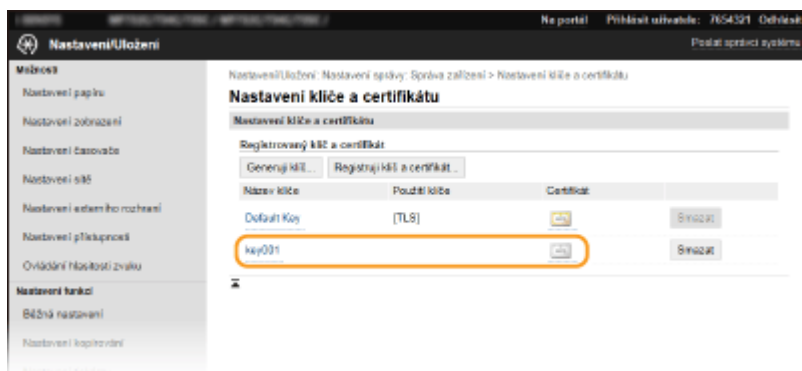 Na portál Přihlásit uživatele: 7654321 Odhlásit
Nastavení/Uložení
Poslat správci systému
Možnosti
Nastavení papíru
Nastavení zobrazení
Nastavení časovače
Nastavení sítě
Nastavení externího rozhraní
Nastavení přístupnosti
Ovládání hlasitosti zvuku
Nastavení funkcí
Běžná nastavení
Nastavení kopírování
Nastavení/Uložení: Nastavení správy: Správa zařízení > Nastavení klíče a certifikátu
Nastavení klíče a certifikátu
Nastavení klíče a certifikátu
Registrovaný klíč a certifikát
Generuji klíč... Registruji klíč a certifikát...
Název klíče Použití klíče Certifikát
Default Key [TLS] Smazat
key001 Smazat